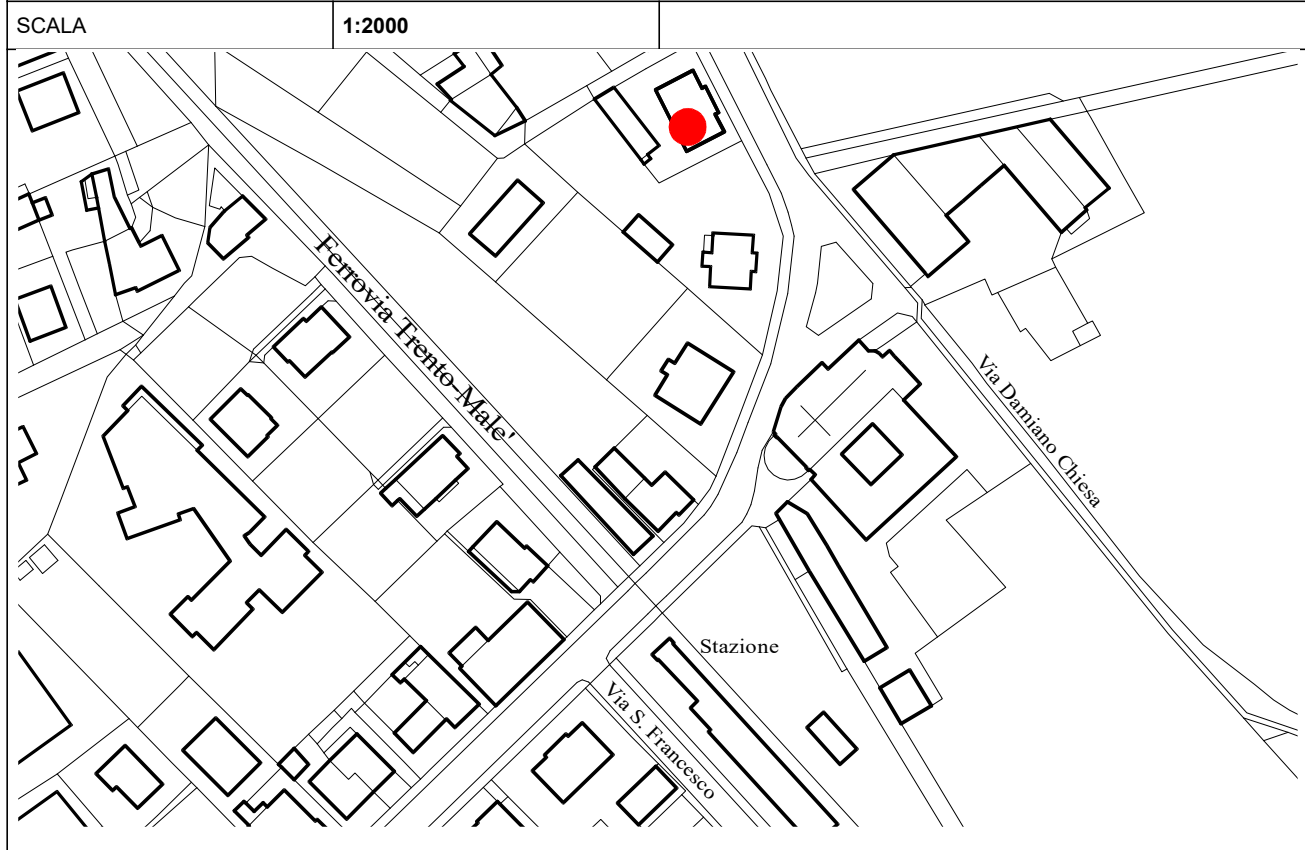 SCALA 1:2000
Ferrovia Trento-Male'
Via Damiano Chiesa
Stazione
Via S. Francesco